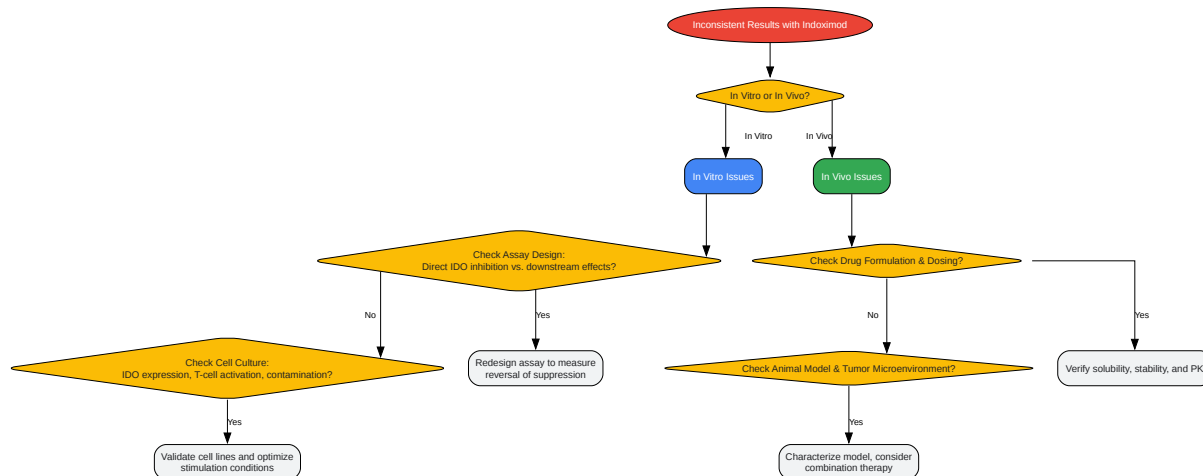 Inconsistent Results with Indoximod
In Vitro or In Vivo?
In Vitro
In Vivo
In Vitro Issues
In Vivo Issues
Check Assay Design:
Direct IDO inhibition vs. downstream effects?
Check Drug Formulation & Dosing?
No
Yes
No
Yes
Check Cell Culture:
IDO expression, T-cell activation, contamination?
Redesign assay to measure
reversal of suppression
Check Animal Model & Tumor Microenvironment?
Verify solubility, stability, and PK
Yes
Yes
Validate cell lines and optimize
stimulation conditions
Characterize model, consider
combination therapy